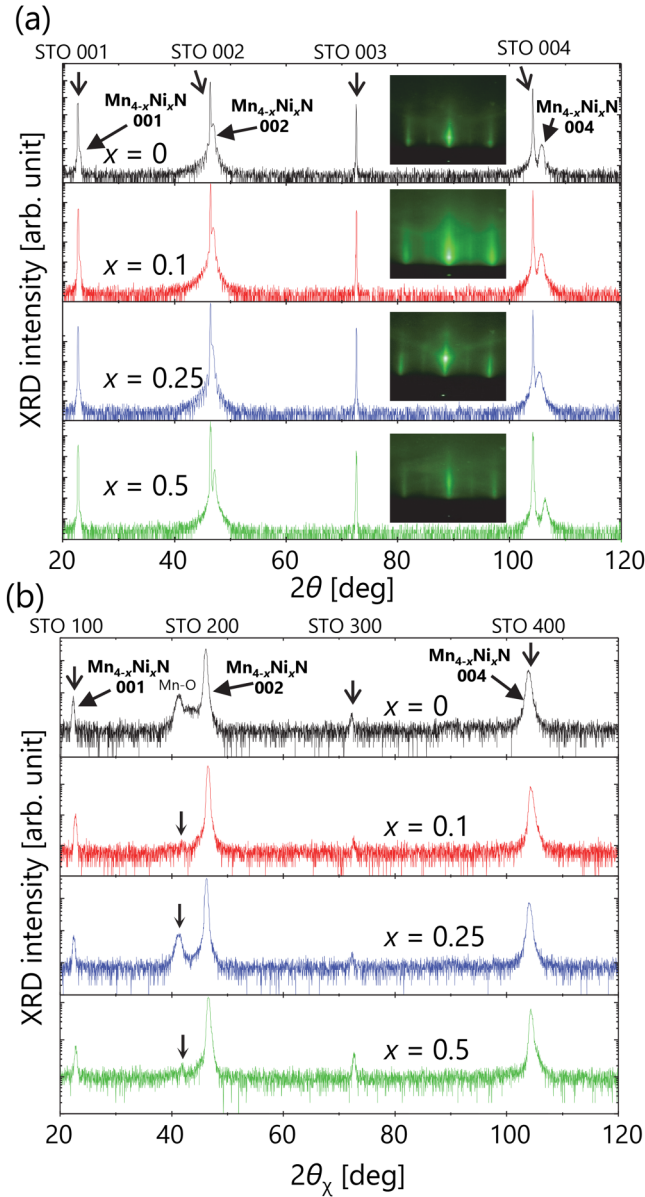 (a)
STO 001 STO 002 STO 003 STO 004
Mn4-xNixN
001
Mn4-xNixN
002
Mn4-xNixN
004
x = 0
x = 0.1
x = 0.25
x = 0.5
XRD intensity [arb. unit]
20 40 60 80 100 120
2θ [deg]
(b)
STO 100 STO 200 STO 300 STO 400
Mn4-xNixN
001
Mn-O
Mn4-xNixN
002
Mn4-xNixN
004
x = 0
x = 0.1
x = 0.25
x = 0.5
XRD intensity [arb. unit]
20 40 60 80 100 120
2θχ [deg]